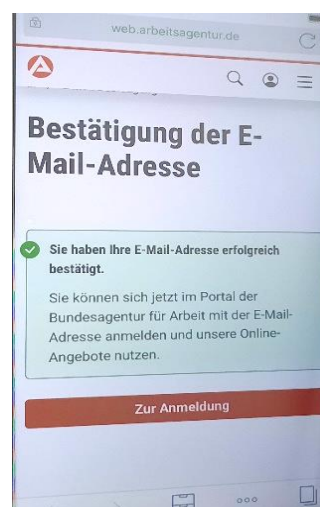 web.arbeitsagentur.de
Bestätigung der E-
Mail-Adresse
Sie haben Ihre E-Mail-Adresse erfolgreich
bestätigt.
Sie können sich jetzt im Portal der
Bundesagentur für Arbeit mit der E-Mail-
Adresse anmelden und unsere Online-
Angebote nutzen.
Zur Anmeldung